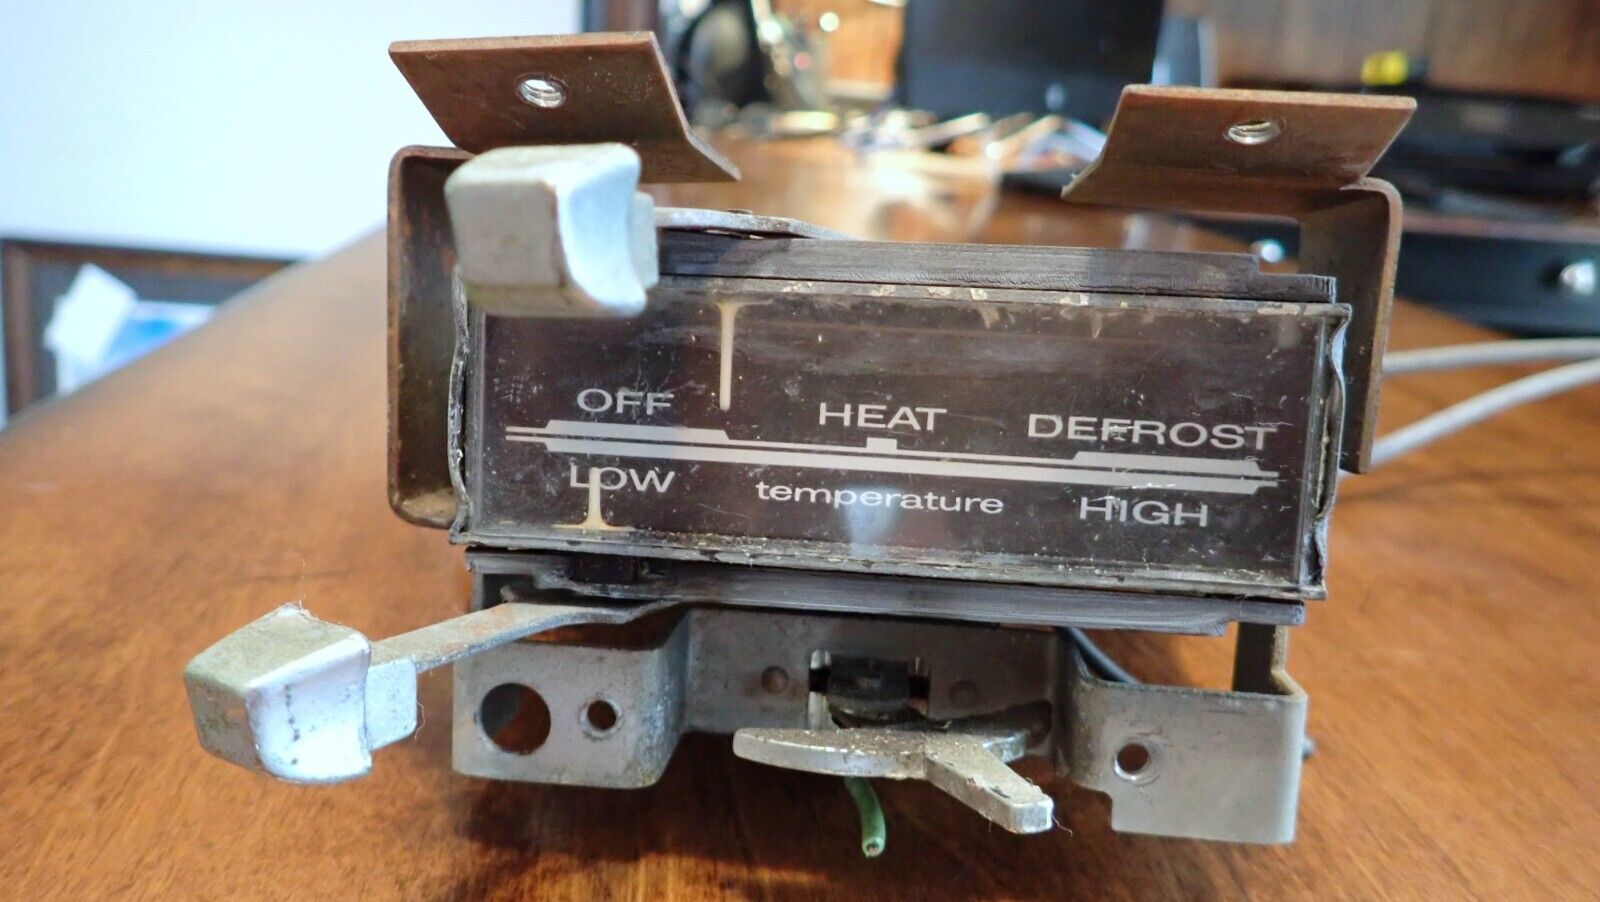 OFF HEAT DEFROST
LOW temperature HIGH